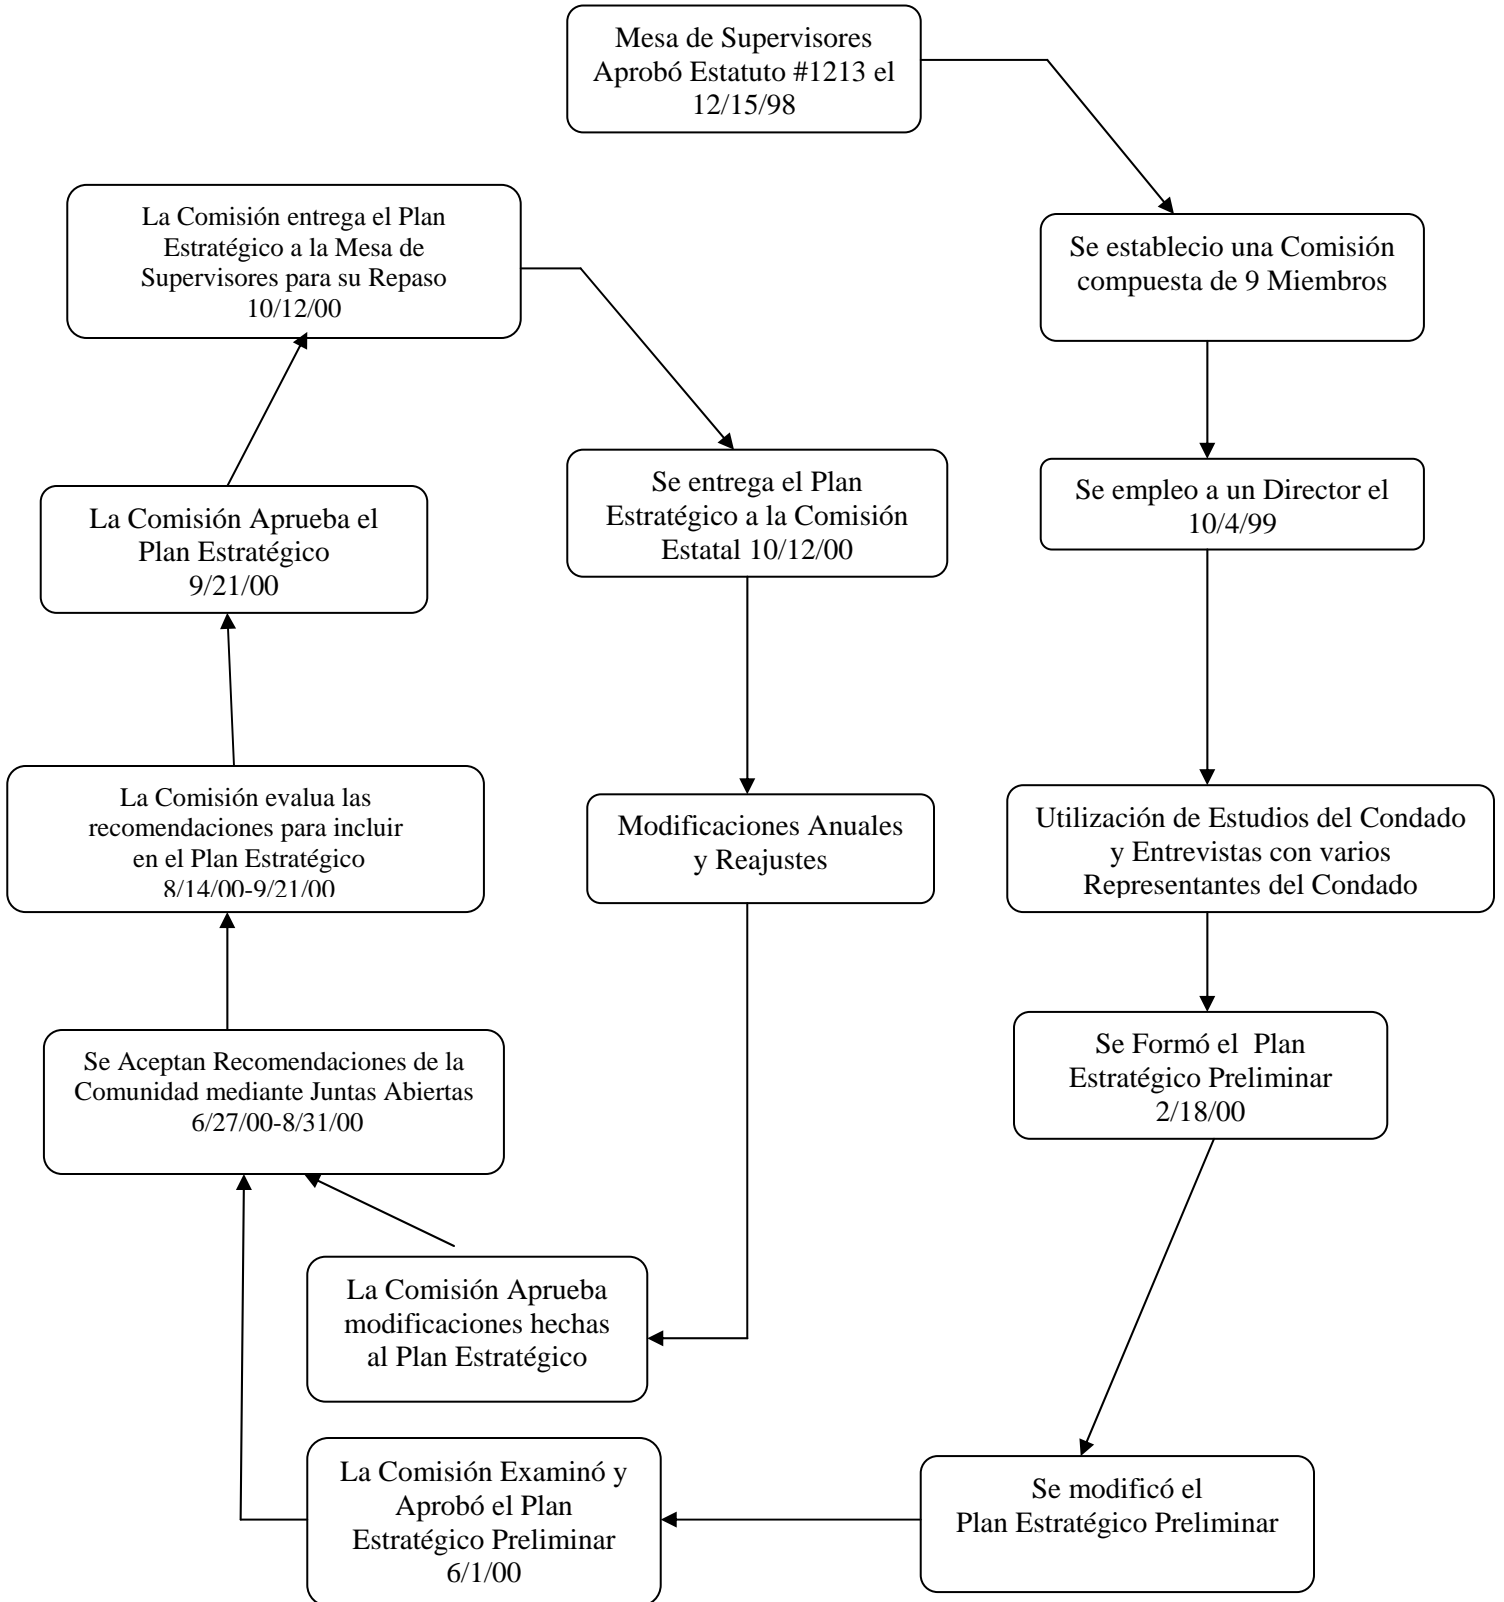 Mesa de Supervisores
Aprobó Estatuto #1213 el
12/15/98
Se establecio una Comisión
compuesta de 9 Miembros
Se empleo a un Director el
10/4/99
Utilización de Estudios del Condado
y Entrevistas con varios
Representantes del Condado
Se Formó el Plan
Estratégico Preliminar
2/18/00
Se modificó el
Plan Estratégico Preliminar
La Comisión Examinó y
Aprobó el Plan
Estratégico Preliminar
6/1/00
Se Aceptan Recomendaciones de la
Comunidad mediante Juntas Abiertas
6/27/00-8/31/00
La Comisión evalua las
recomendaciones para incluir
en el Plan Estratégico
8/14/00-9/21/00
La Comisión Aprueba el
Plan Estratégico
9/21/00
La Comisión entrega el Plan
Estratégico a la Mesa de
Supervisores para su Repaso
10/12/00
Se entrega el Plan
Estratégico a la Comisión
Estatal 10/12/00
Modificaciones Anuales
y Reajustes
La Comisión Aprueba
modificaciones hechas
al Plan Estratégico